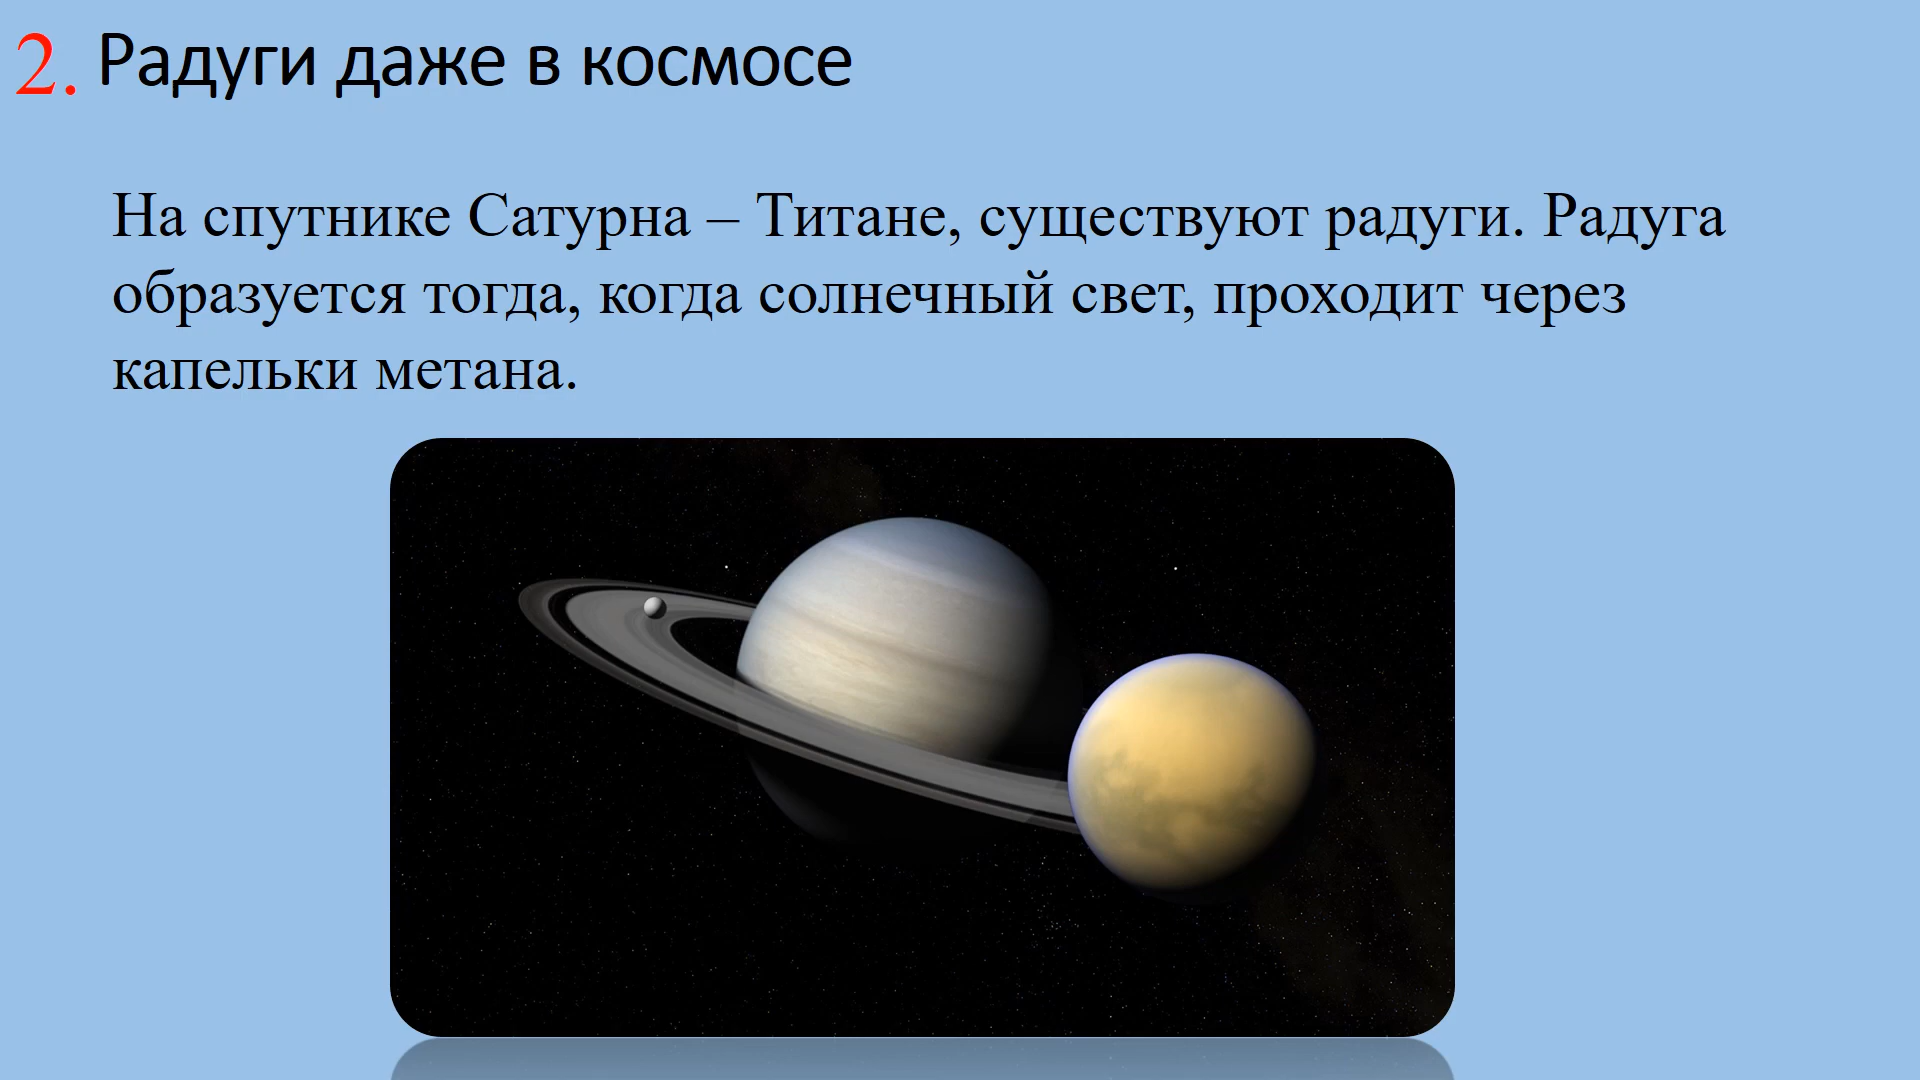 2. Радуги даже в космосе
На спутнике Сатурна – Титане, существуют радуги. Радуга
образуется тогда, когда солнечный свет, проходит через
капельки метана.